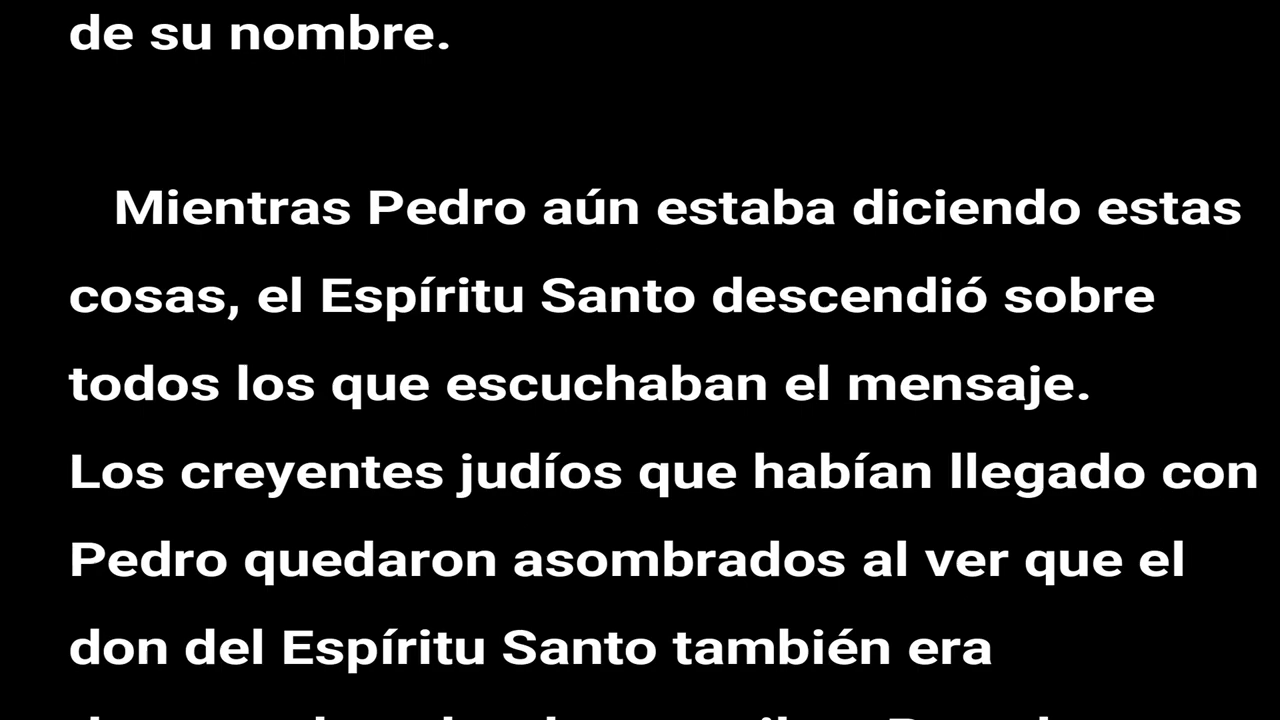 de su nombre.
Mientras Pedro aún estaba diciendo estas
cosas, el Espíritu Santo descendió sobre
todos los que escuchaban el mensaje.
Los creyentes judíos que habían llegado con
Pedro quedaron asombrados al ver que el
don del Espíritu Santo también era